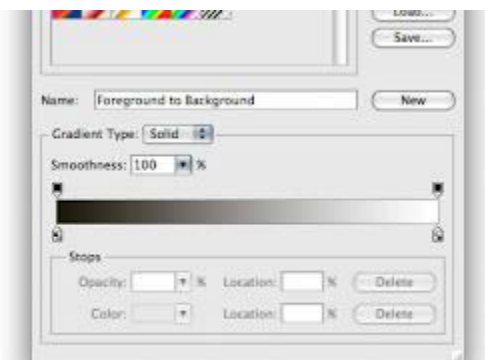 Load...
Save...
Name: Foreground to Background New
Gradient Type: Solid
Smoothness: 100 %
Stops
Opacity: % Location: % Delete
Color: Location: % Delete